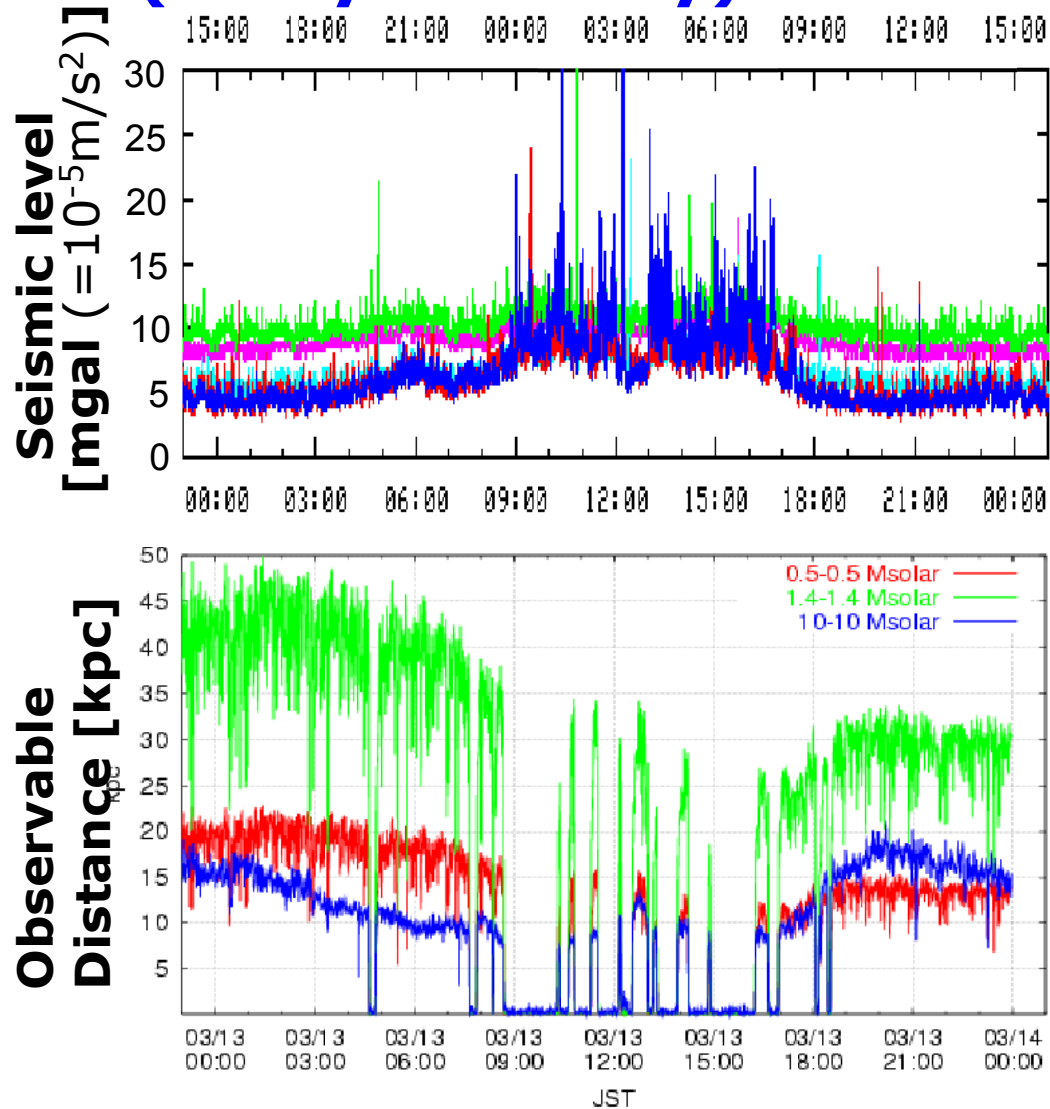 15:00 18:00 21:00 00:00 03:00 06:00 09:00 12:00 15:00
Seismic level
[mgal (=10⁻⁵m/s²)]
30
25
20
15
10
5
0
00:00 03:00 06:00 09:00 12:00 15:00 18:00 21:00 00:00
Observable
Distance [kpc]
kpc
50
45
40
35
30
25
20
15
10
5
0.5-0.5 Msolar
1.4-1.4 Msolar
10-10 Msolar
03/13 03/13 03/13 03/13 03/13 03/13 03/13 03/13 03/14
00:00 03:00 06:00 09:00 12:00 15:00 18:00 21:00 00:00
JST